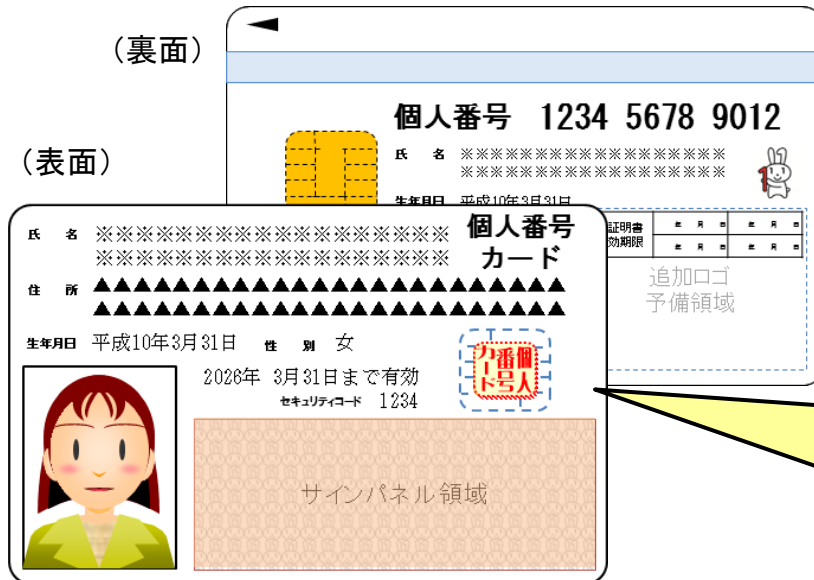 （裏面）
個人番号 1234 5678 9012
氏 名 ※※※※※※※※※※※※※※※※※※
※※※※※※※※※※※※※※※※※※
生年月日 平成10年3月31日
証明書
効期限
年 月 日 年 月 日
年 月 日 年 月 日
追加ロゴ
予備領域
（表面）
個人番号
カード
氏 名 ※※※※※※※※※※※※※※※※※※
※※※※※※※※※※※※※※※※※※
住 所 ▲▲▲▲▲▲▲▲▲▲▲▲▲▲▲▲▲▲▲▲▲▲▲▲
▲▲▲▲▲▲▲▲▲▲▲▲▲▲▲▲▲▲▲▲▲▲▲▲
生年月日 平成10年3月31日 性 別 女
2026年 3月31日まで有効
セキュリティコード 1234
個人
番号
カード
サインパネル領域